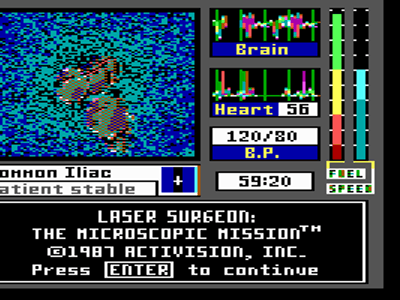 Brain
Heart 56
120/80
B.P.
ommon Iliac
atient stable
59:20
FUEL
SPEED
LASER SURGEON:
THE MICROSCOPIC MISSION™
©1987 ACTIVISION, INC.
Press ENTER to continue